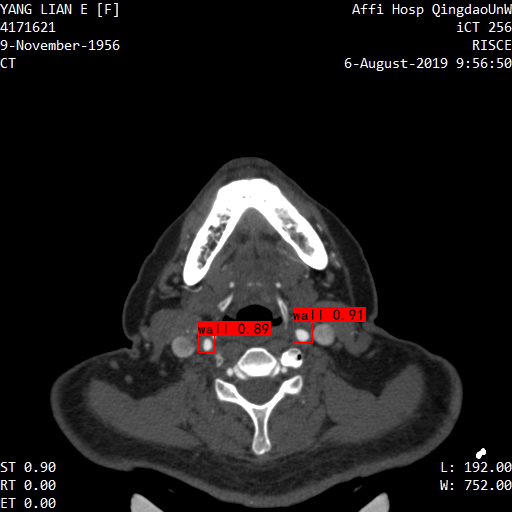 YANG LIAN E [F]
4171621
9-November-1956
CT
Affi Hosp QingdaoUnW
iCT 256
RISCE
6-August-2019 9:56:50
wall 0.91
wall 0.89
ST 0.90
RT 0.00
ET 0.00
L: 192.00
W: 752.00